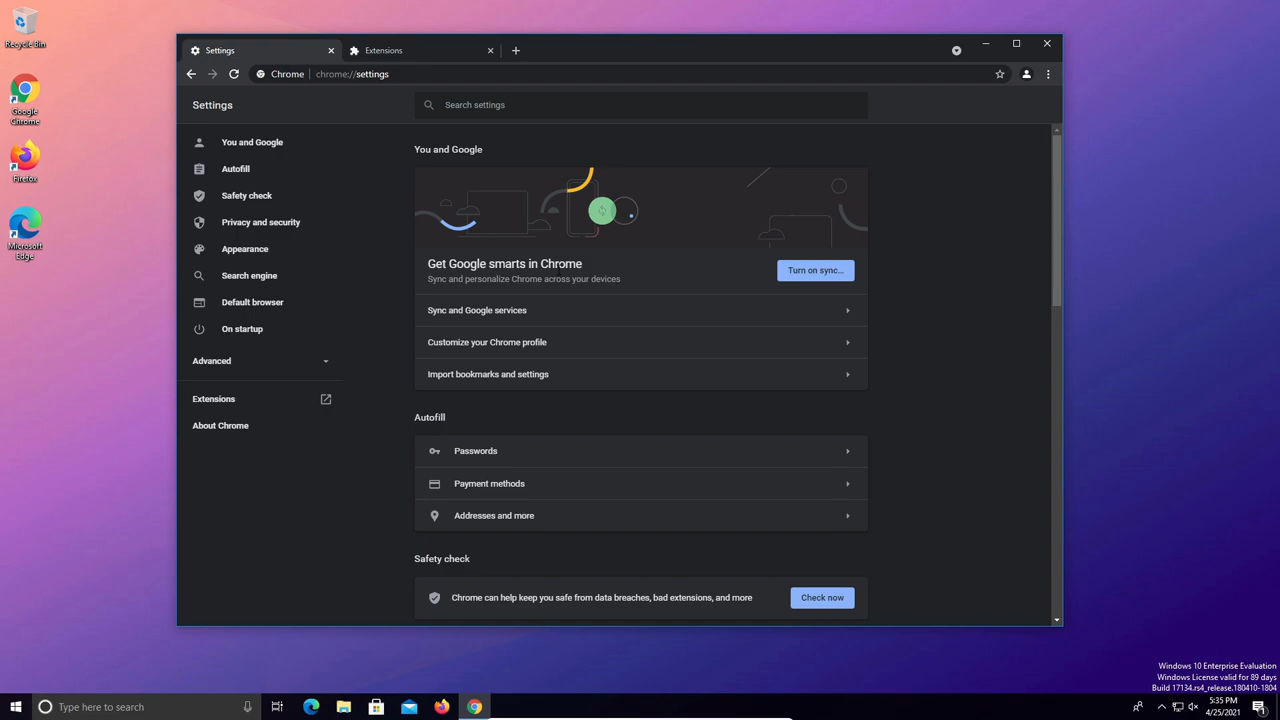 Recycle Bin
Google
Chrome
Firefox
Microsoft
Edge
Settings
Extensions
Chrome
chrome://settings
Settings
Search settings
You and Google
Autofill
Safety check
Privacy and security
Appearance
Search engine
Default browser
On startup
Advanced
Extensions
About Chrome
You and Google
Get Google smarts in Chrome
Sync and personalize Chrome across your devices
Turn on sync...
Sync and Google services
Customize your Chrome profile
Import bookmarks and settings
Autofill
Passwords
Payment methods
Addresses and more
Safety check
Chrome can help keep you safe from data breaches, bad extensions, and more
Check now
Windows 10 Enterprise Evaluation
Windows License valid for 89 days
Build 17134.rs4_release.180410-1804
Type here to search
5:35 PM
4/25/2021
1